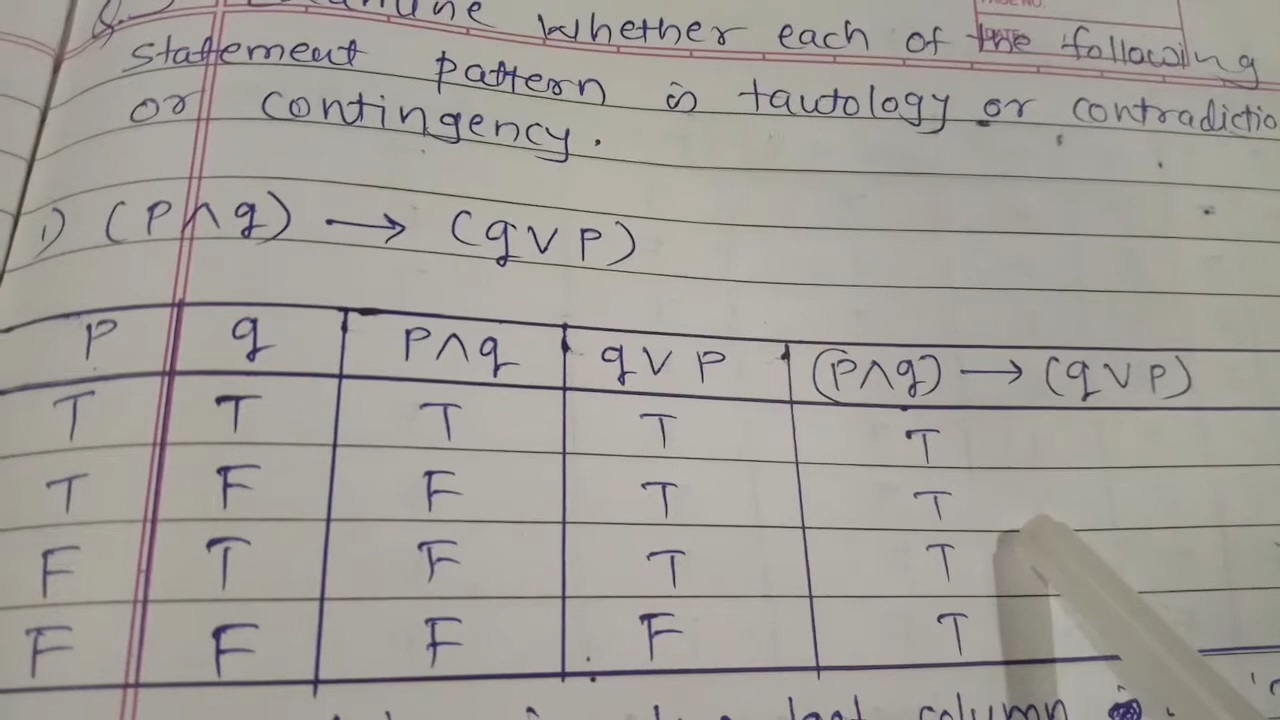 whether each of the following
statement pattern is tautology or contradictio
or contingency.
1) (p∧q) → (q∨p)
p q p∧q q∨p (p∧q) → (q∨p)
T T T T T
T F F T T
F T F T T
F F F F T
last column